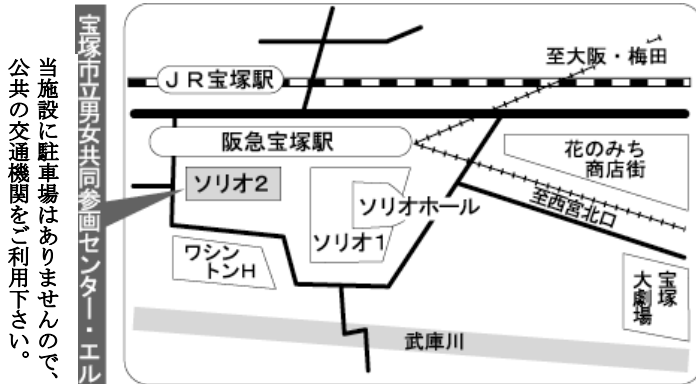 宝塚市立男女共同参画センター・エル
当施設に駐車場はありませんので、
公共の交通機関をご利用下さい。
JR宝塚駅
至大阪・梅田
阪急宝塚駅
花のみち
商店街
ソリオ2
ソリオホール
ソリオ1
至西宮北口
ワシン
トンH
宝塚
大劇場
武庫川